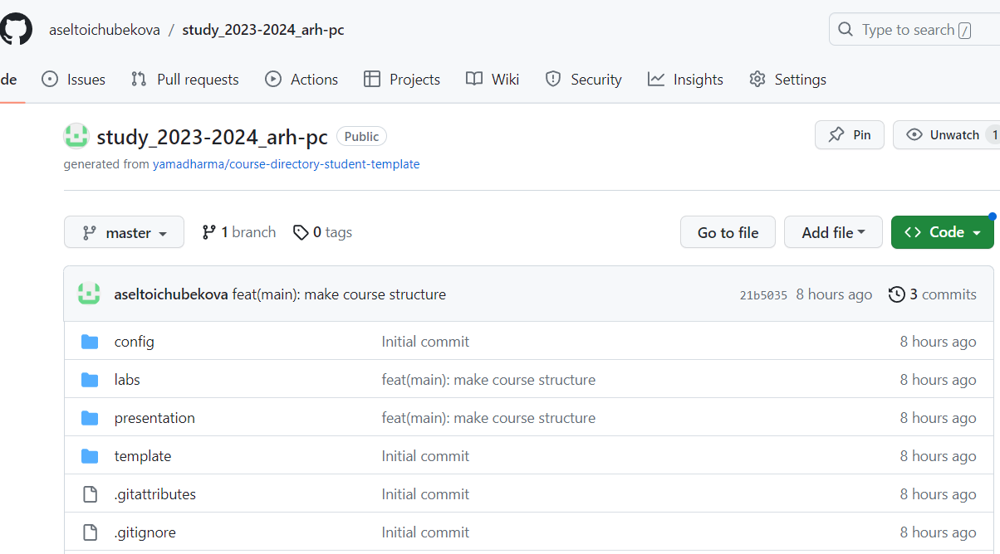 aseltoichubekova / study_2023-2024_arh-pc Type to search /
de Issues Pull requests Actions Projects Wiki Security Insights Settings
study_2023-2024_arh-pc Public Pin Unwatch 1
generated from yamadharma/course-directory-student-template
master 1 branch 0 tags Go to file Add file Code
aseltoichubekova feat(main): make course structure 21b5035 8 hours ago 3 commits
config Initial commit 8 hours ago
labs feat(main): make course structure 8 hours ago
presentation feat(main): make course structure 8 hours ago
template Initial commit 8 hours ago
.gitattributes Initial commit 8 hours ago
.gitignore Initial commit 8 hours ago